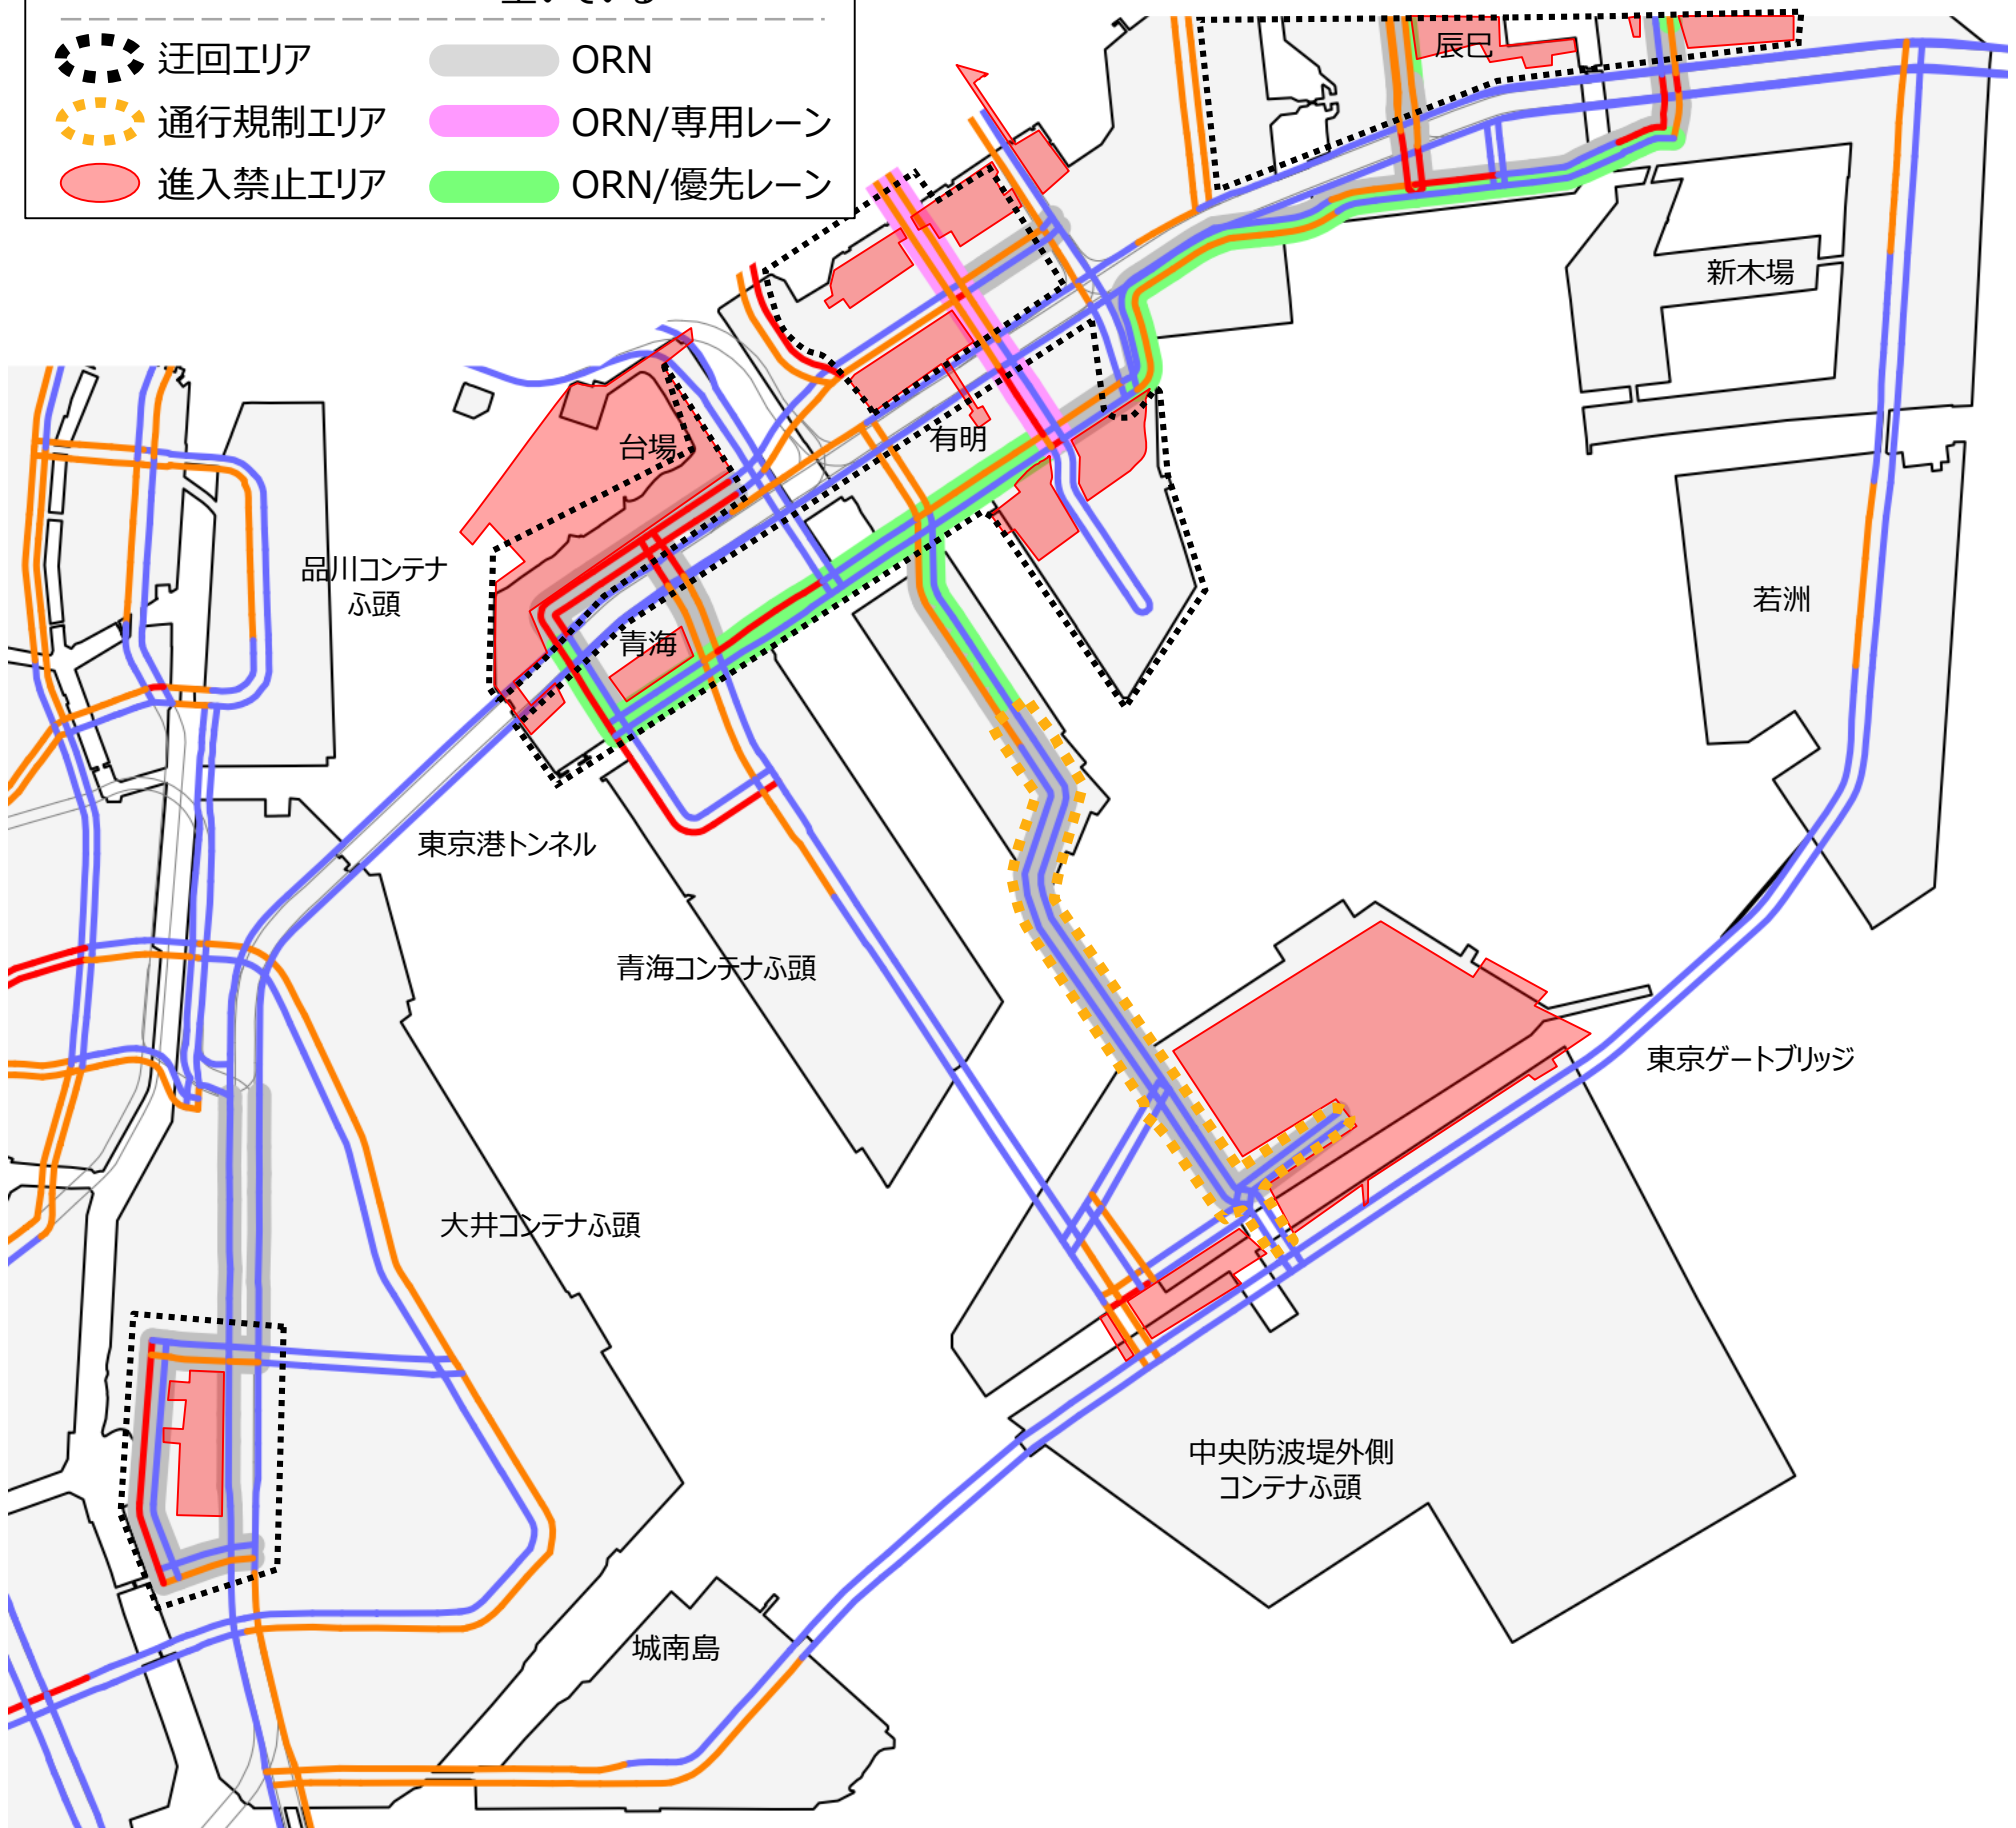 空いている
迂回エリア
ORN
通行規制エリア
ORN/専用レーン
進入禁止エリア
ORN/優先レーン
辰巳
新木場
台場
有明
品川コンテナ
ふ頭
青海
若洲
東京港トンネル
青海コンテナふ頭
東京ゲートブリッジ
大井コンテナふ頭
中央防波堤外側
コンテナふ頭
城南島